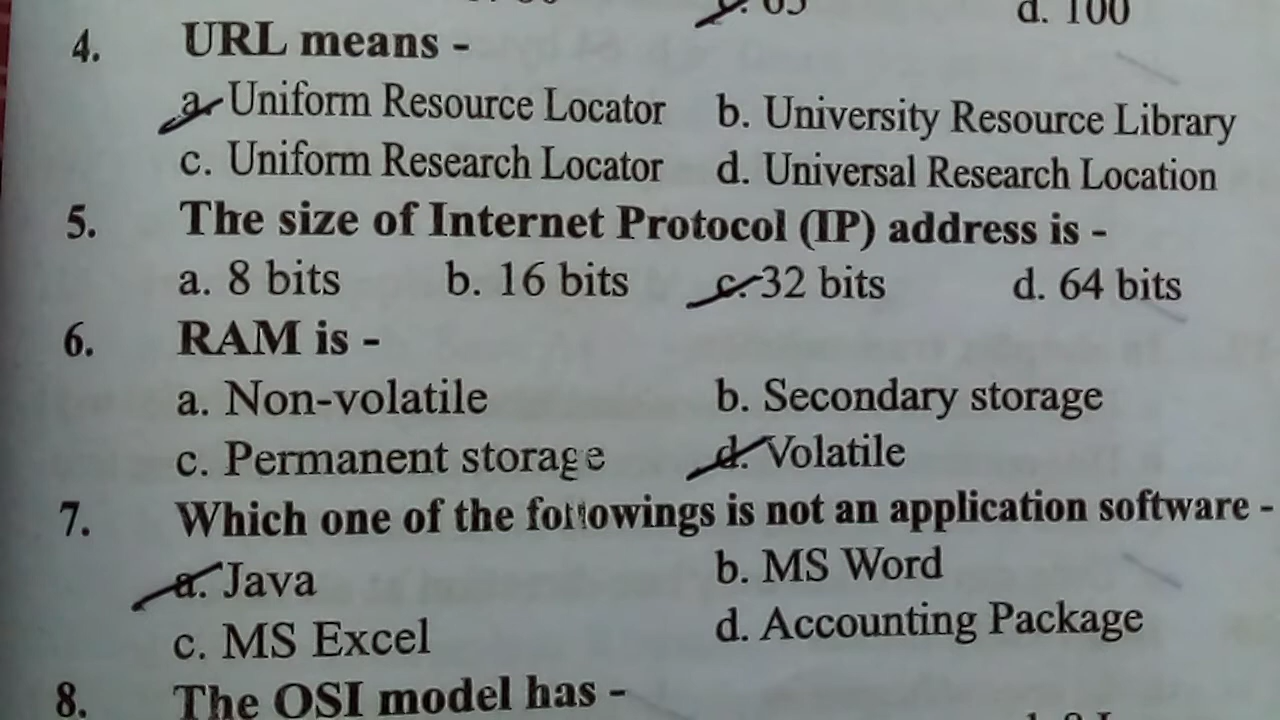 d. 100
4. URL means -
a. Uniform Resource Locator b. University Resource Library
c. Uniform Research Locator d. Universal Research Location
5. The size of Internet Protocol (IP) address is -
a. 8 bits b. 16 bits c. 32 bits d. 64 bits
6. RAM is -
a. Non-volatile b. Secondary storage
c. Permanent storage d. Volatile
7. Which one of the followings is not an application software -
a. Java b. MS Word
c. MS Excel d. Accounting Package
8. The OSI model has -